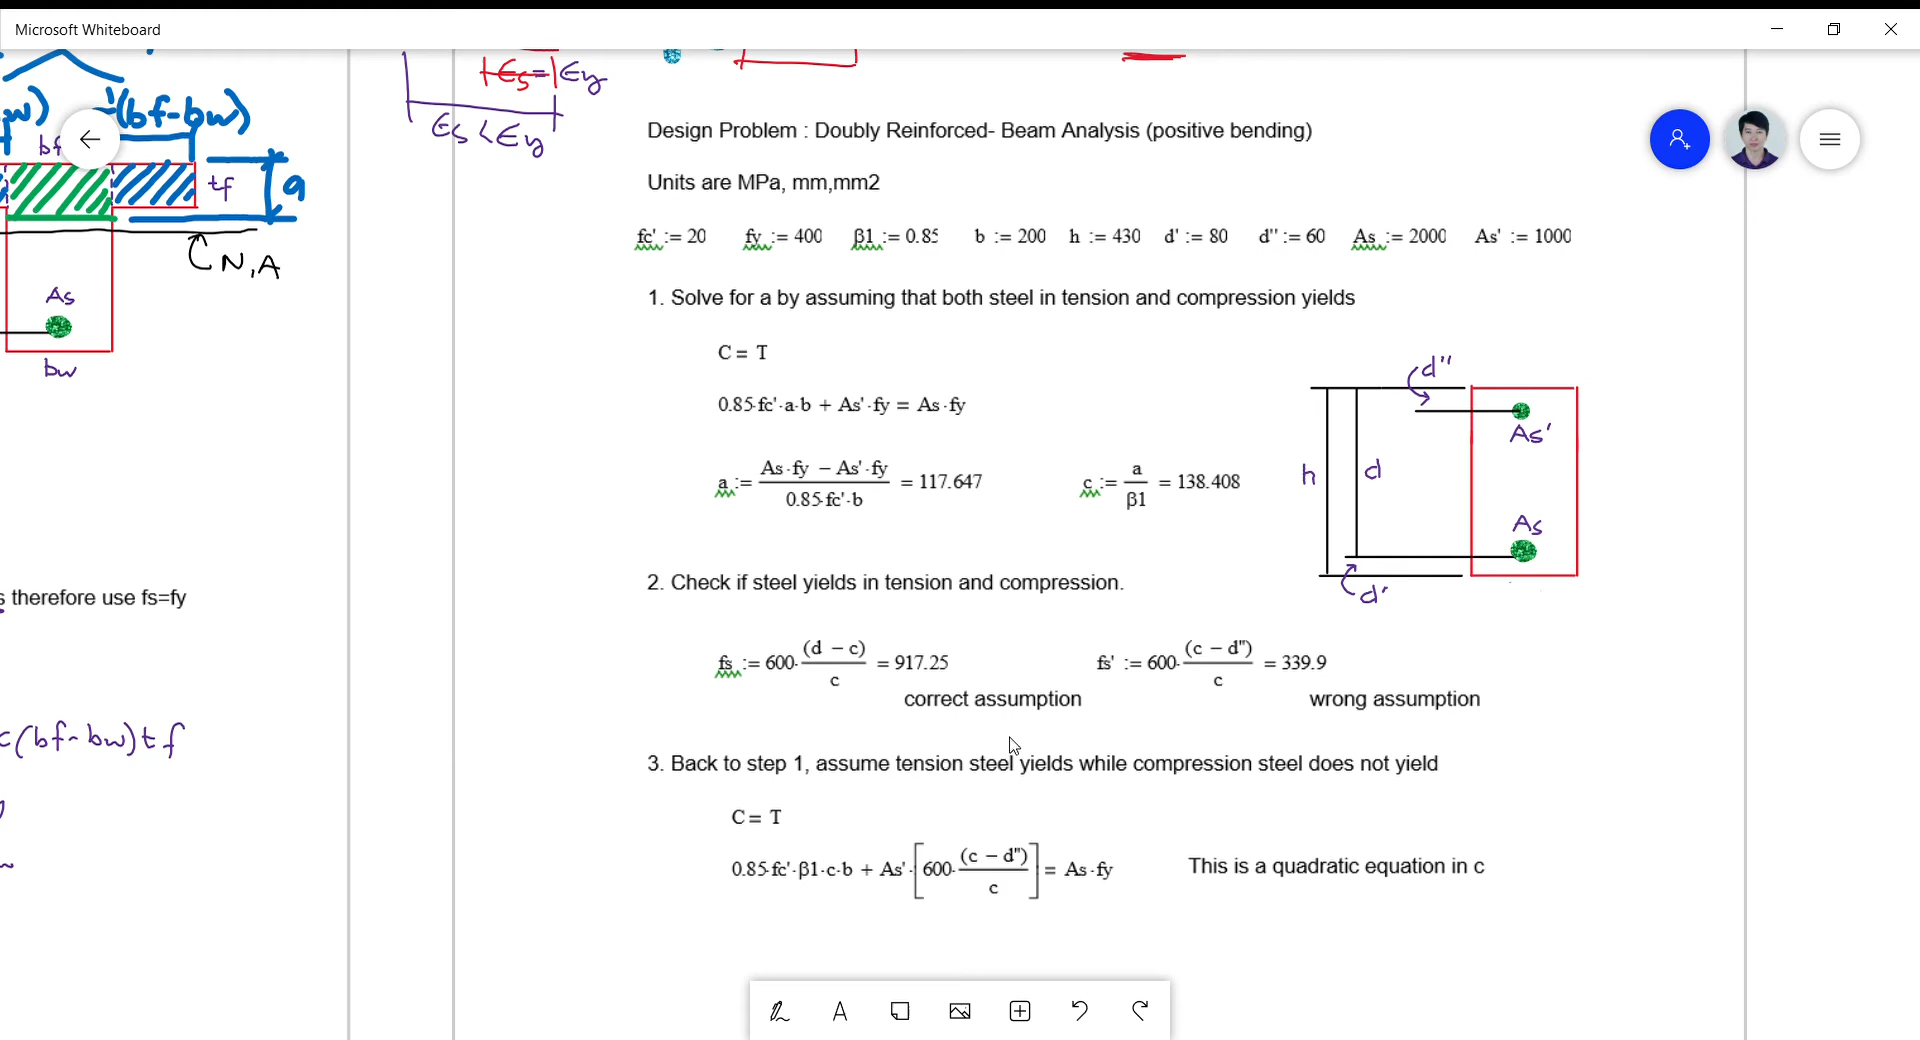 Microsoft Whiteboard
(bf-bw)
bf
tf
a
N,A
As
bw
s therefore use fs=fy
c(bf-bw)tf
Es = Ey
Es < Ey
Design Problem : Doubly Reinforced- Beam Analysis (positive bending)
Units are MPa, mm,mm2
fc' := 20 fy := 400 β1 := 0.85 b := 200 h := 430 d' := 80 d'' := 60 As := 2000 As' := 1000
1. Solve for a by assuming that both steel in tension and compression yields
C = T
0.85·fc'·a·b + As'·fy = As·fy
a := (As·fy − As'·fy) / (0.85·fc'·b) = 117.647 c := a / β1 = 138.408
d''
As'
h
d
As
d'
2. Check if steel yields in tension and compression.
fs := 600·(d − c) / c = 917.25 fs' := 600·(c − d'') / c = 339.9
correct assumption wrong assumption
3. Back to step 1, assume tension steel yields while compression steel does not yield
C = T
0.85·fc'·β1·c·b + As'·[600·(c − d'') / c] = As·fy This is a quadratic equation in c